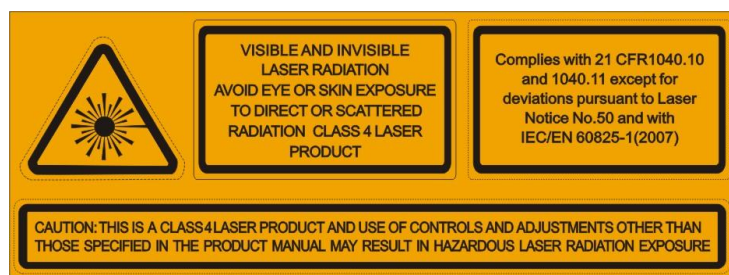 VISIBLE AND INVISIBLE
LASER RADIATION
AVOID EYE OR SKIN EXPOSURE
TO DIRECT OR SCATTERED
RADIATION CLASS 4 LASER
PRODUCT
Complies with 21 CFR1040.10
and 1040.11 except for
deviations pursuant to Laser
Notice No.50 and with
IEC/EN 60825-1(2007)
CAUTION: THIS IS A CLASS 4 LASER PRODUCT AND USE OF CONTROLS AND ADJUSTMENTS OTHER THAN
THOSE SPECIFIED IN THE PRODUCT MANUAL MAY RESULT IN HAZARDOUS LASER RADIATION EXPOSURE